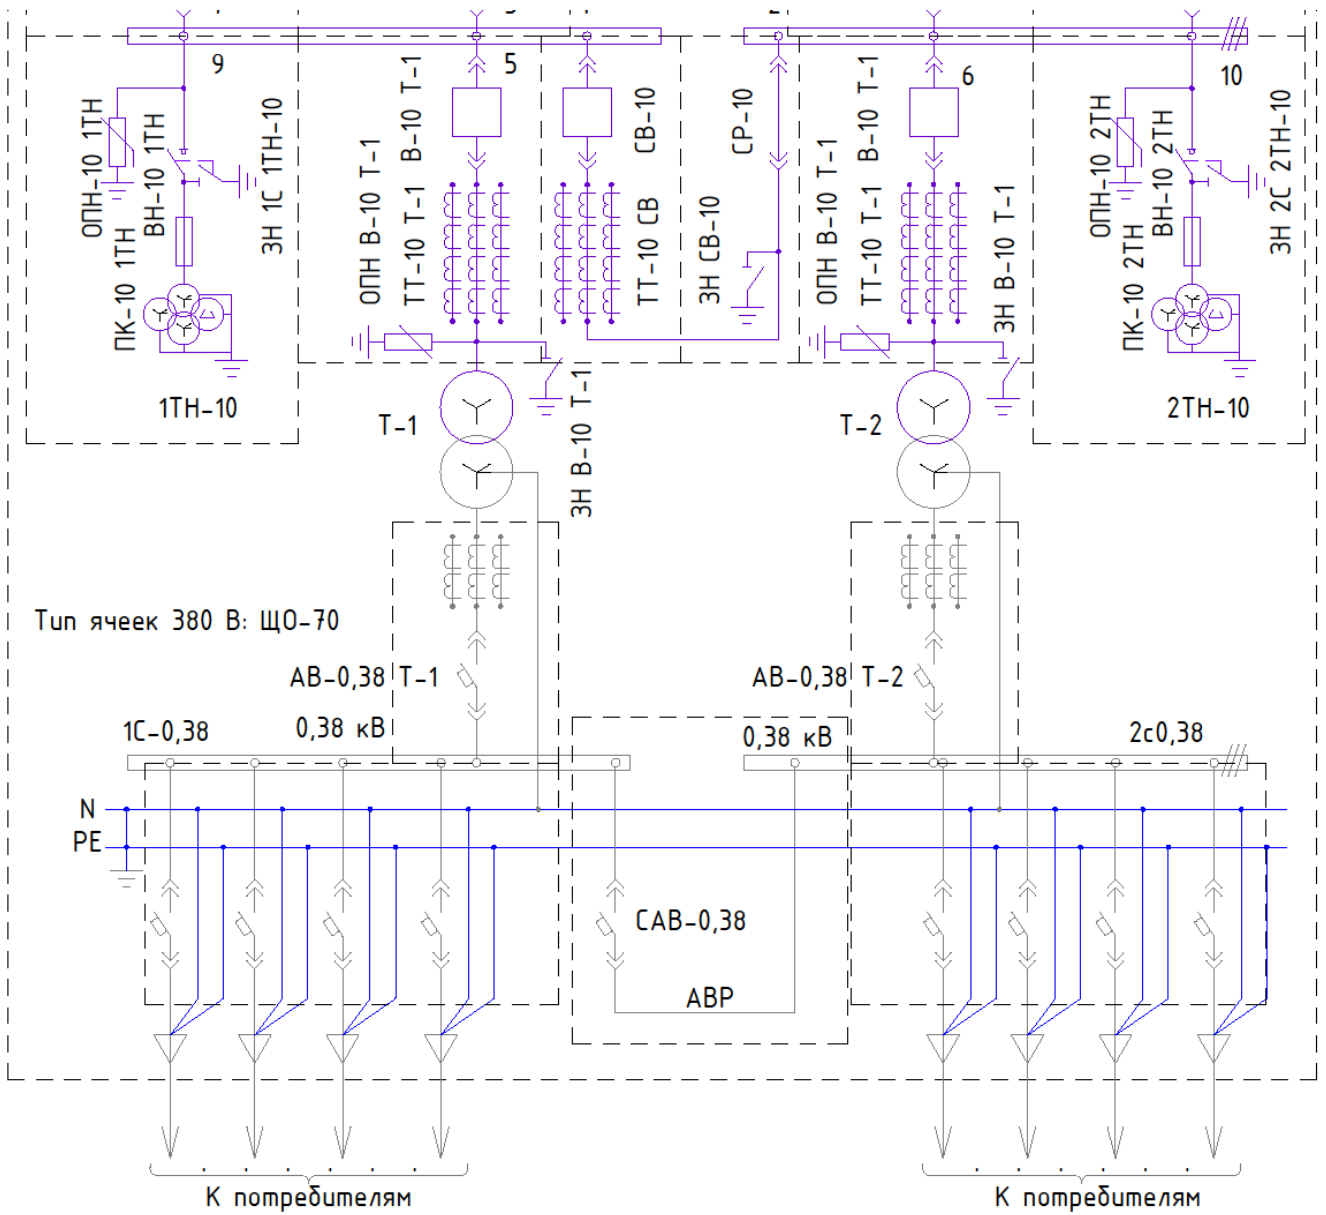 9
5
6
10
ОПН-10 1ТН
ВН-10 1ТН
ПК-10 1ТН
ЗН 1С 1ТН-10
ОПН В-10 Т-1
ТТ-10 Т-1
В-10 Т-1
СВ-10
ТТ-10 СВ
ЗН СВ-10
СР-10
ОПН В-10 Т-1
ТТ-10 Т-1
В-10 Т-1
ЗН В-10 Т-1
ОПН-10 2ТН
ВН-10 2ТН
ПК-10 2ТН
ЗН 2С 2ТН-10
1ТН-10
2ТН-10
Т-1
Т-2
ЗН В-10 Т-1
Тип ячеек 380 В: ЩО-70
АВ-0,38 Т-1
АВ-0,38 Т-2
1С-0,38
0,38 кВ
0,38 кВ
2с0,38
N
PE
САВ-0,38
АВР
К потребителям
К потребителям